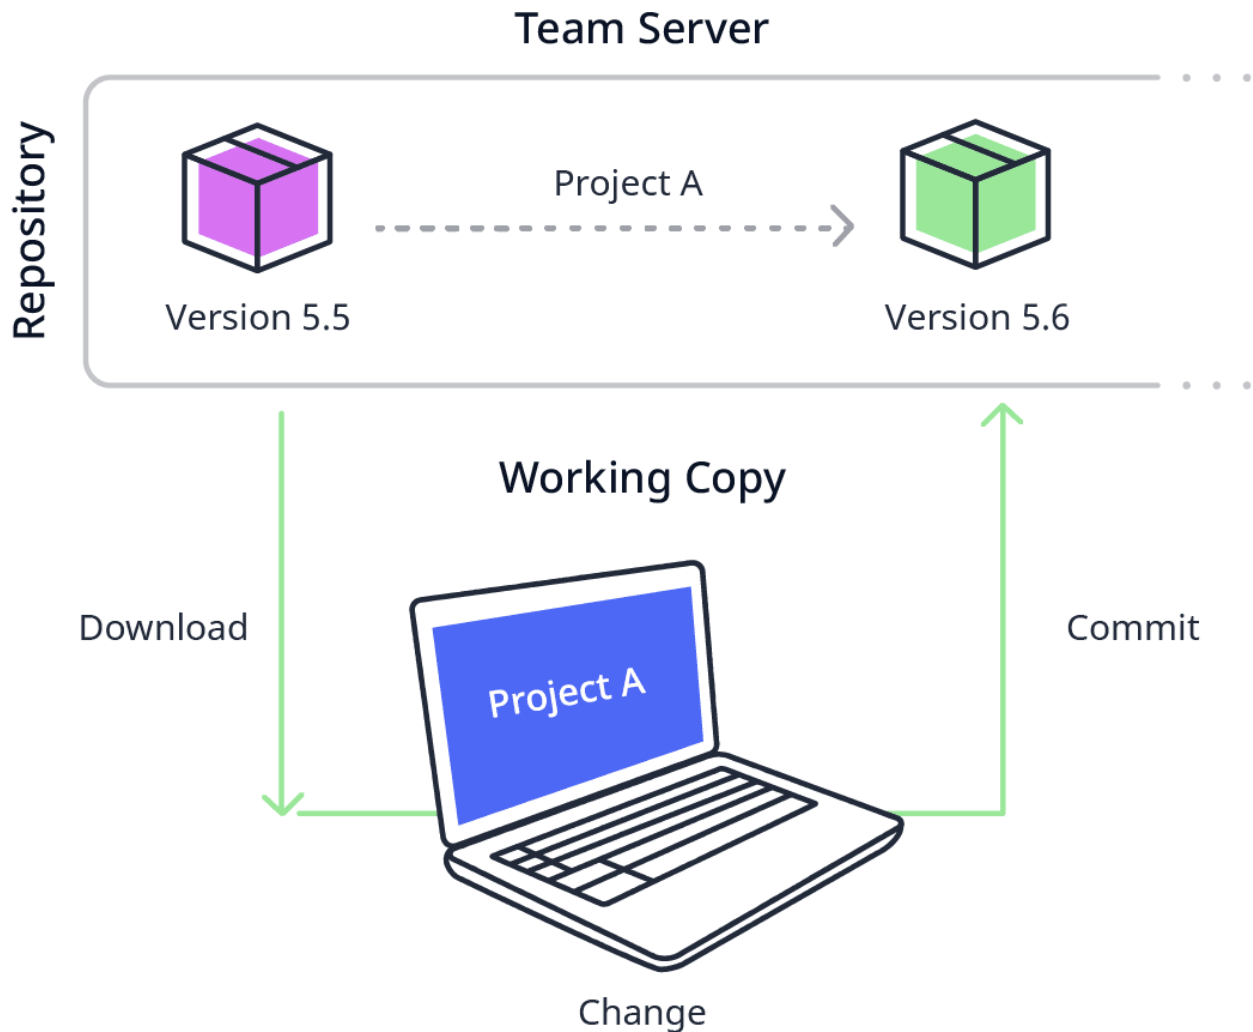 Team Server
Repository
Project A
Version 5.5
Version 5.6
Working Copy
Download
Commit
Project A
Change